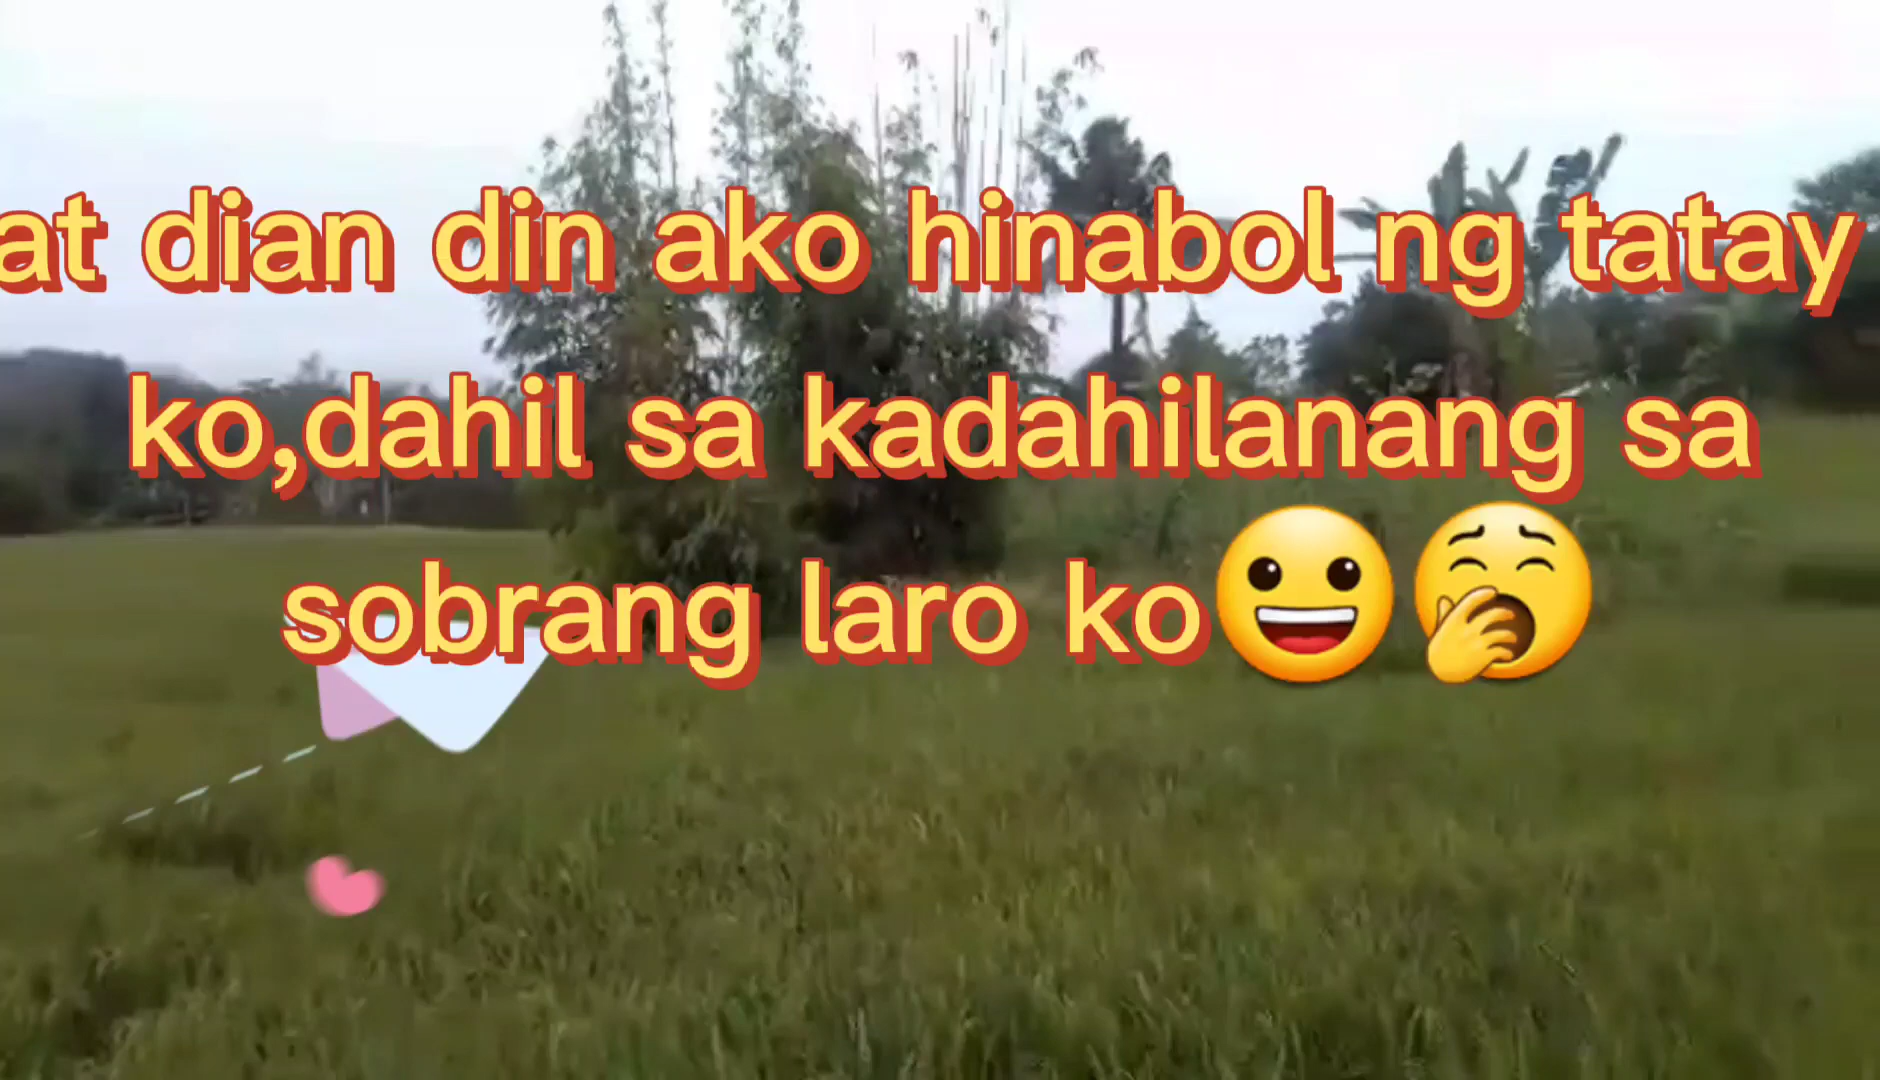 at dian din ako hinabol ng tatay
ko,dahil sa kadahilanang sa
sobrang laro ko😀🥱